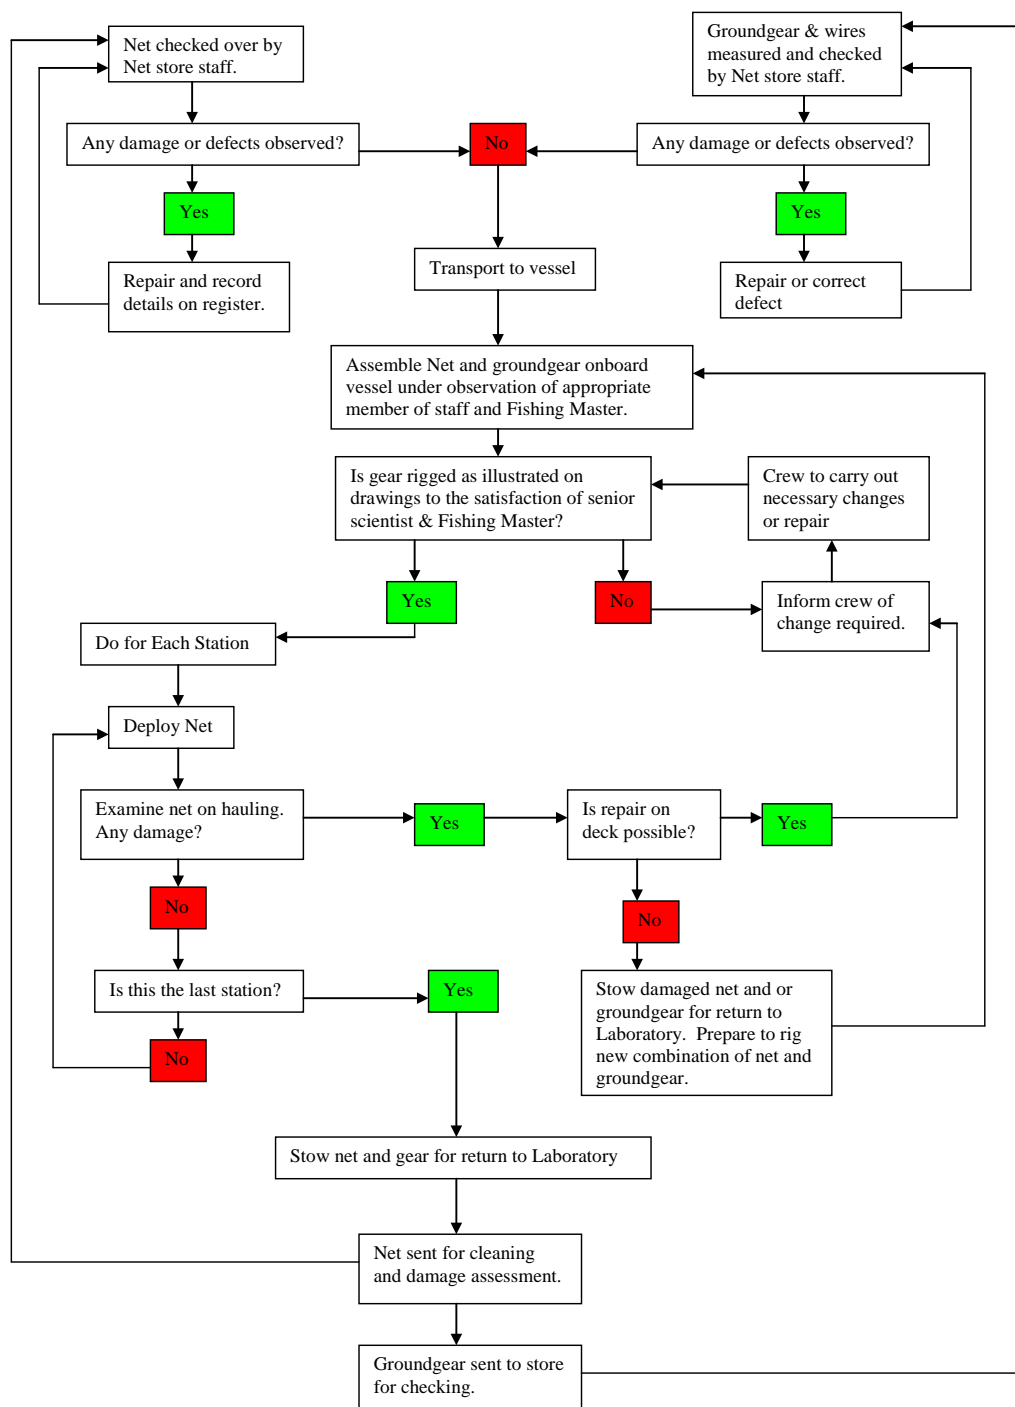 Net checked over by
Net store staff.
Groundgear & wires
measured and checked
by Net store staff.
Any damage or defects observed?
No
Any damage or defects observed?
Yes
Yes
Repair and record
details on register.
Transport to vessel
Repair or correct
defect
Assemble Net and groundgear onboard
vessel under observation of appropriate
member of staff and Fishing Master.
Is gear rigged as illustrated on
drawings to the satisfaction of senior
scientist & Fishing Master?
Crew to carry out
necessary changes
or repair
Yes
No
Inform crew of
change required.
Do for Each Station
Deploy Net
Examine net on hauling.
Any damage?
Yes
Is repair on
deck possible?
Yes
No
No
Is this the last station?
Yes
Stow damaged net and or
groundgear for return to
Laboratory. Prepare to rig
new combination of net and
groundgear.
No
Stow net and gear for return to Laboratory
Net sent for cleaning
and damage assessment.
Groundgear sent to store
for checking.